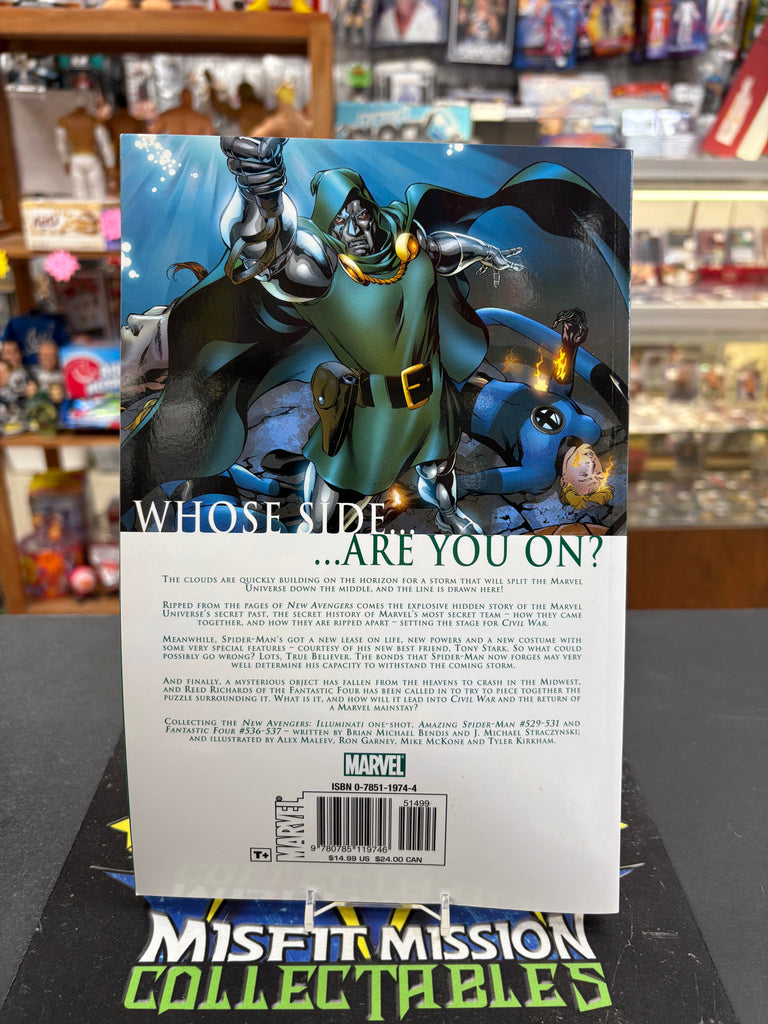 WHOSE SIDE...
...ARE YOU ON?
THE CLOUDS ARE QUICKLY BUILDING ON THE HORIZON FOR A STORM THAT WILL SPLIT THE MARVEL
UNIVERSE DOWN THE MIDDLE, AND THE LINE IS DRAWN HERE!
RIPPED FROM THE PAGES OF NEW AVENGERS COMES THE EXPLOSIVE HIDDEN STORY OF THE MARVEL
UNIVERSE'S SECRET PAST, THE SECRET HISTORY OF MARVEL'S MOST SECRET TEAM – HOW THEY CAME
TOGETHER, AND HOW THEY ARE RIPPED APART – SETTING THE STAGE FOR CIVIL WAR.
MEANWHILE, SPIDER-MAN'S GOT A NEW LEASE ON LIFE, NEW POWERS AND A NEW COSTUME WITH
SOME VERY SPECIAL FEATURES – COURTESY OF HIS NEW BEST FRIEND, TONY STARK. SO WHAT COULD
POSSIBLY GO WRONG? LOTS, TRUE BELIEVER. THE BONDS THAT SPIDER-MAN NOW FORGES MAY VERY
WELL DETERMINE HIS CAPACITY TO WITHSTAND THE COMING STORM.
AND FINALLY, A MYSTERIOUS OBJECT HAS FALLEN FROM THE HEAVENS TO CRASH IN THE MIDWEST,
AND REED RICHARDS OF THE FANTASTIC FOUR HAS BEEN CALLED IN TO TRY TO PIECE TOGETHER THE
PUZZLE SURROUNDING IT. WHAT IS IT, AND HOW WILL IT LEAD INTO CIVIL WAR AND THE RETURN OF
A MARVEL MAINSTAY?
COLLECTING THE NEW AVENGERS: ILLUMINATI ONE-SHOT, AMAZING SPIDER-MAN #529-531 AND
FANTASTIC FOUR #536-537 – WRITTEN BY BRIAN MICHAEL BENDIS AND J. MICHAEL STRACZYNSKI;
AND ILLUSTRATED BY ALEX MALEEV, RON GARNEY, MIKE MCKONE AND TYLER KIRKHAM.
MARVEL
ISBN 0-7851-1974-4
51499
MARVEL®
T+
9 780785 119746
$14.99 US $24.00 CAN
MISFIT MISSION
COLLECTABLES